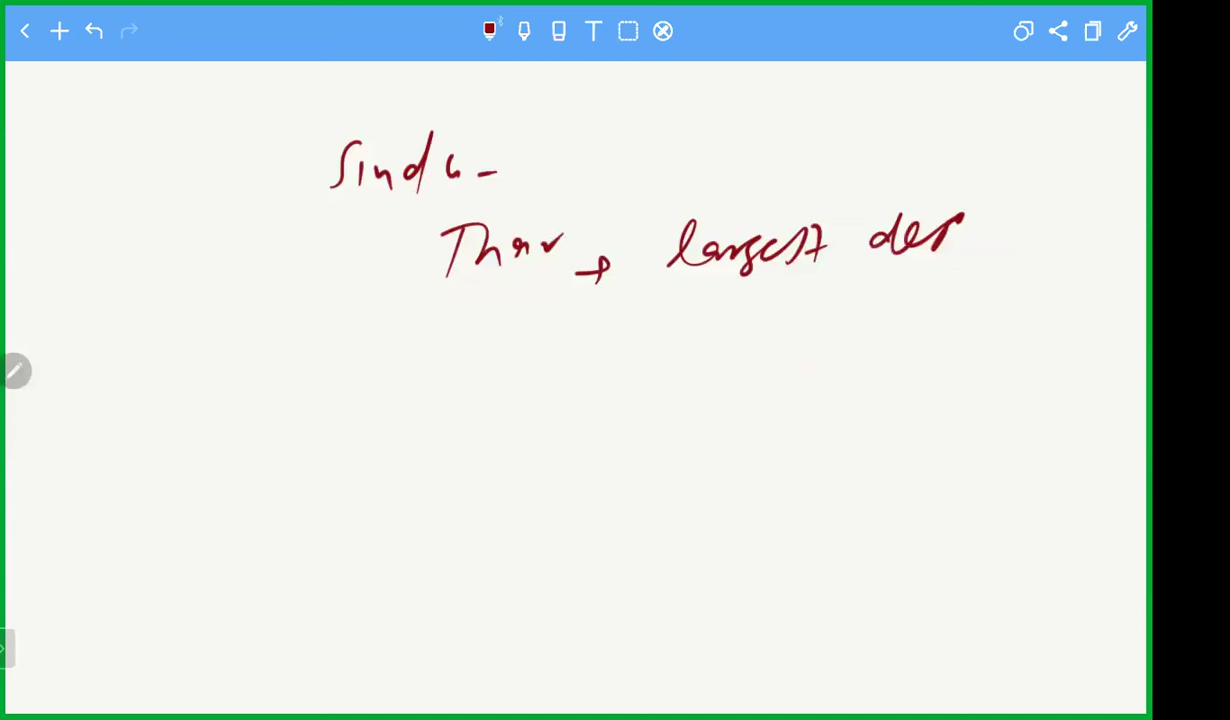 Sindh -
Thar → largest des